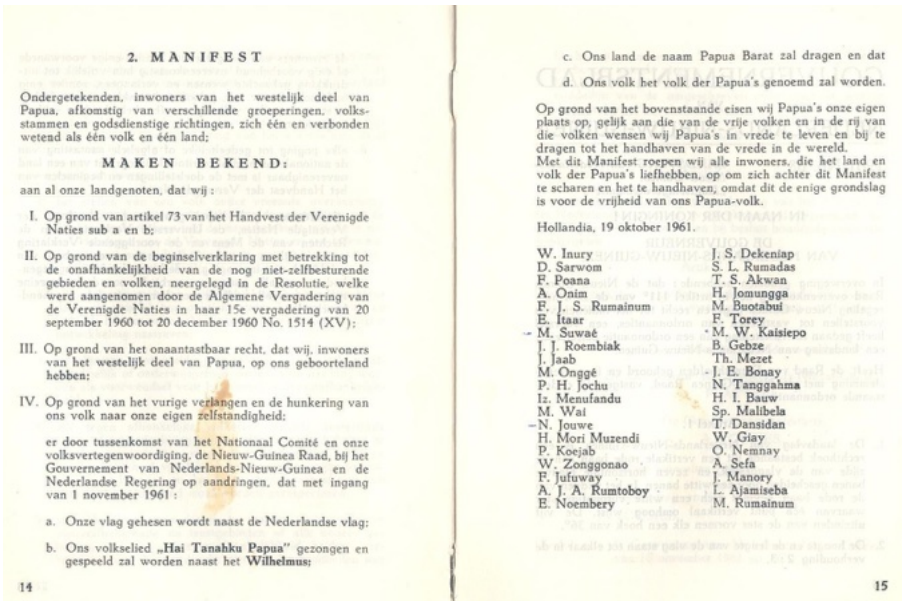 2. MANIFEST
Ondergetekenden, inwoners van het westelijk deel van
Papua, afkomstig van verschillende groeperingen, volks-
stammen en godsdienstige richtingen, zich één en verbonden
wetend als één volk en één land;
MAKEN BEKEND:
aan al onze landgenoten, dat wij :
I. Op grond van artikel 73 van het Handvest der Verenigde
Naties sub a en b;
II. Op grond van de beginselverklaring met betrekking tot
de onafhankelijkheid van de nog niet-zelfbesturende
gebieden en volken, neergelegd in de Resolutie, welke
werd aangenomen door de Algemene Vergadering van
de Verenigde Naties in haar 15e vergadering van 20
september 1960 tot 20 december 1960 No. 1514 (XV);
III. Op grond van het onaantastbaar recht, dat wij, inwoners
van het westelijk deel van Papua, op ons geboorteland
hebben;
IV. Op grond van het vurige verlangen en de hunkering van
ons volk naar onze eigen zelfstandigheid;
er door tussenkomst van het Nationaal Comité en onze
volksvertegenwoordiging, de Nieuw-Guinea Raad, bij het
Gouvernement van Nederlands-Nieuw-Guinea en de
Nederlandse Regering op aandringen, dat met ingang
van 1 november 1961 :
a. Onze vlag gehesen wordt naast de Nederlandse vlag;
b. Ons volkslied „Hai Tanahku Papua" gezongen en
gespeeld zal worden naast het Wilhelmus;
14
c. Ons land de naam Papua Barat zal dragen en dat
d. Ons volk het volk der Papua's genoemd zal worden.
Op grond van het bovenstaande eisen wij Papua's onze eigen
plaats op, gelijk aan die van de vrije volken en in de rij van
die volken wensen wij Papua's in vrede te leven en bij te
dragen tot het handhaven van de vrede in de wereld.
Met dit Manifest roepen wij alle inwoners, die het land en
volk der Papua's liefhebben, op om zich achter dit Manifest
te scharen en het te handhaven, omdat dit de enige grondslag
is voor de vrijheid van ons Papua-volk.
Hollandia, 19 oktober 1961.
W. Inury
D. Sarwom
F. Poana
A. Onim
F. J. S. Rumainum
E. Itaar
M. Suwaé
J. J. Roembiak
J. Jaab
M. Onggé
P. H. Jochu
Iz. Menufandu
M. Wai
N. Jouwe
H. Mori Muzendi
P. Koejab
W. Zonggonao
F. Jufuway
A. J. A. Rumtoboy
E. Noembery
J. S. Dekeniap
S. L. Rumadas
T. S. Akwan
H. Jomungga
M. Buotabui
F. Torey
M. W. Kaisiepo
B. Gebze
Th. Mezet
J. E. Bonay
N. Tanggahma
H. I. Bauw
Sp. Malibela
T. Dansidan
W. Giay
O. Nemnay
A. Sefa
J. Manory
L. Ajamiseba
M. Rumainum
15